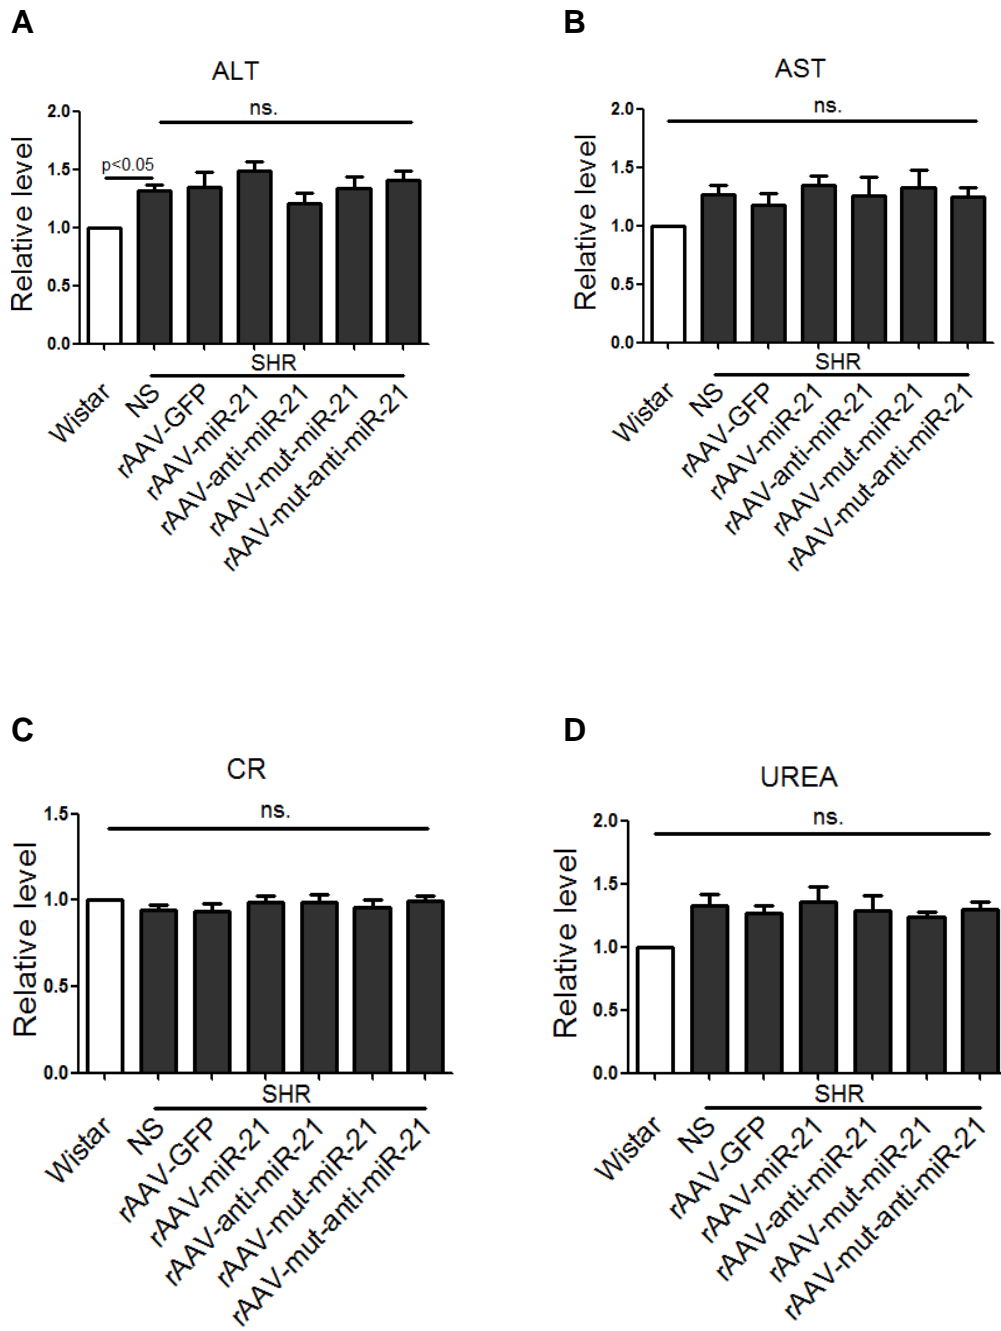 A
ALT
ns.
p<0.05
Relative level
2.0
1.5
1.0
0.5
0.0
SHR
Wistar
NS
rAAV-GFP
rAAV-miR-21
rAAV-anti-miR-21
rAAV-mut-miR-21
rAAV-mut-anti-miR-21
B
AST
ns.
Relative level
2.0
1.5
1.0
0.5
0.0
SHR
Wistar
NS
rAAV-GFP
rAAV-miR-21
rAAV-anti-miR-21
rAAV-mut-miR-21
rAAV-mut-anti-miR-21
C
CR
ns.
Relative level
1.5
1.0
0.5
0.0
SHR
Wistar
NS
rAAV-GFP
rAAV-miR-21
rAAV-anti-miR-21
rAAV-mut-miR-21
rAAV-mut-anti-miR-21
D
UREA
ns.
Relative level
2.0
1.5
1.0
0.5
0.0
SHR
Wistar
NS
rAAV-GFP
rAAV-miR-21
rAAV-anti-miR-21
rAAV-mut-miR-21
rAAV-mut-anti-miR-21